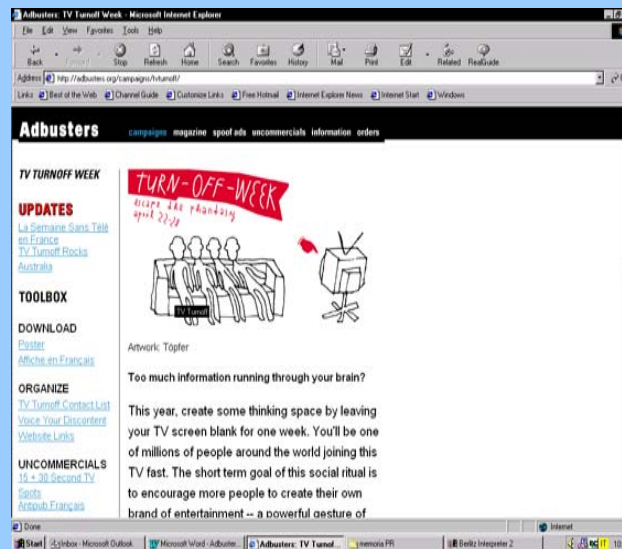 Adbusters: TV Turnoff Week - Microsoft Internet Explorer
File Edit View Favorites Tools Help
Back Forward Stop Refresh Home Search Favorites History Mail Print Edit Related RealGuide
Address http://adbusters.org/campaigns/tvturnoff/
Links Best of the Web Channel Guide Customize Links Free Hotmail Internet Explorer News Internet Start Windows
Adbusters
campaigns magazine spoof ads uncommercials information orders
TV TURNOFF WEEK
UPDATES
La Semaine Sans Télé
en France
TV Turnoff Rocks
Australia
TOOLBOX
DOWNLOAD
Poster
Affiche en Français
ORGANIZE
TV Turnoff Contact List
Voice Your Discontent
Website Links
UNCOMMERCIALS
15 + 30 Second TV
Spots
Antipub Français
TURN-OFF-WEEK
escape the phantasy
april 22-28
TV Turnoff
Artwork: Töpfer
Too much information running through your brain?
This year, create some thinking space by leaving
your TV screen blank for one week. You'll be one
of millions of people around the world joining this
TV fast. The short term goal of this social ritual is
to encourage more people to create their own
brand of entertainment -- a powerful gesture of
Done Internet
Start Inbox - Microsoft Outlook Microsoft Word - Adbuster... Adbusters: TV Turnof... memoria PR Berlitz Interpreter 2 IT 10